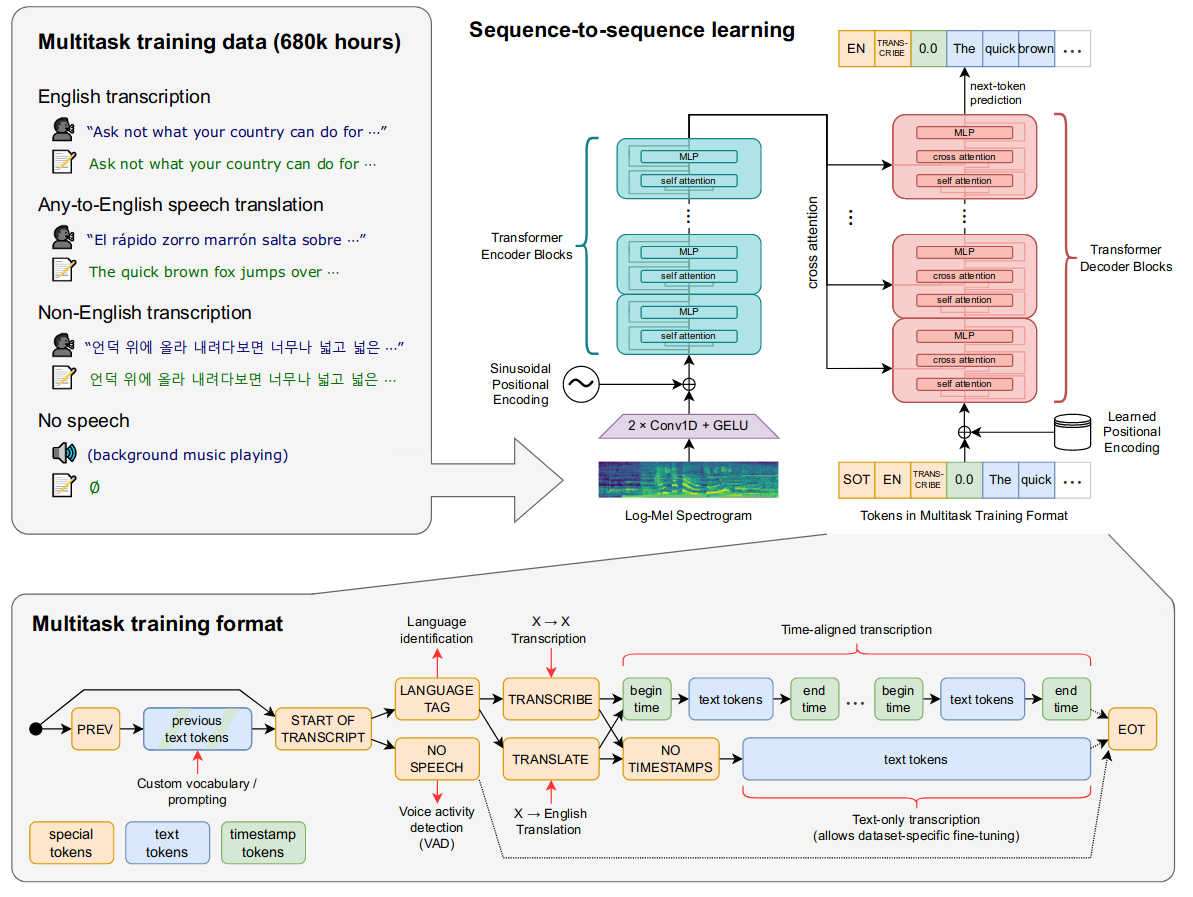 Multitask training data (680k hours)
English transcription
“Ask not what your country can do for ⋯”
Ask not what your country can do for ⋯
Any-to-English speech translation
“El rápido zorro marrón salta sobre ⋯”
The quick brown fox jumps over ⋯
Non-English transcription
“언덕 위에 올라 내려다보면 너무나 넓고 넓은 ⋯”
언덕 위에 올라 내려다보면 너무나 넓고 넓은 ⋯
No speech
(background music playing)
∅
Sequence-to-sequence learning
EN TRANS-CRIBE 0.0 The quick brown ⋯
next-token
prediction
MLP
self attention
⋮
MLP
self attention
MLP
self attention
Transformer
Encoder Blocks
Sinusoidal
Positional
Encoding
2 × Conv1D + GELU
Log-Mel Spectrogram
cross attention
⋮
MLP
cross attention
self attention
⋮
MLP
cross attention
self attention
MLP
cross attention
self attention
Transformer
Decoder Blocks
Learned
Positional
Encoding
SOT EN TRANS-CRIBE 0.0 The quick ⋯
Tokens in Multitask Training Format
Multitask training format
PREV
previous
text tokens
Custom vocabulary /
prompting
START OF
TRANSCRIPT
Language
identification
LANGUAGE
TAG
NO
SPEECH
Voice activity
detection
(VAD)
X → X
Transcription
TRANSCRIBE
TRANSLATE
X → English
Translation
Time-aligned transcription
begin
time
text tokens
end
time
⋯
begin
time
text tokens
end
time
NO
TIMESTAMPS
text tokens
Text-only transcription
(allows dataset-specific fine-tuning)
EOT
special
tokens
text
tokens
timestamp
tokens